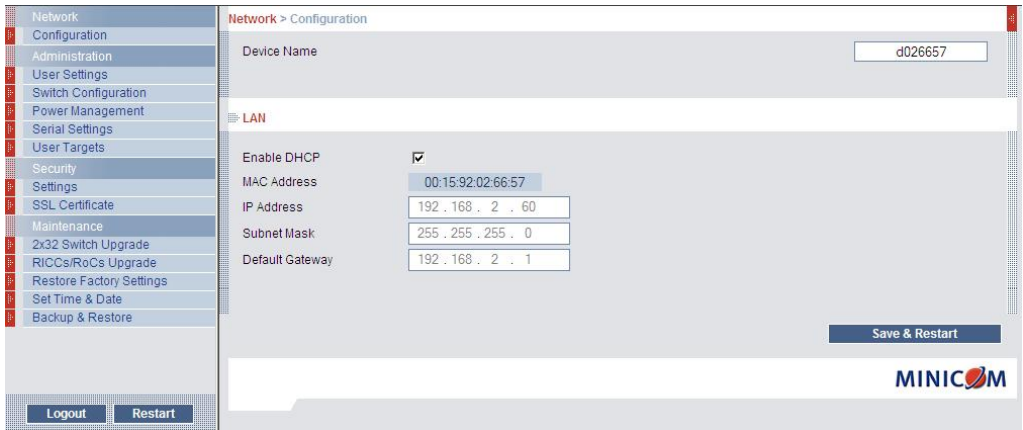 Network
Configuration
Administration
User Settings
Switch Configuration
Power Management
Serial Settings
User Targets
Security
Settings
SSL Certificate
Maintenance
2x32 Switch Upgrade
RICCs/RoCs Upgrade
Restore Factory Settings
Set Time & Date
Backup & Restore
Logout
Restart
Network > Configuration
Device Name
d026657
LAN
Enable DHCP
MAC Address 00:15:92:02:66:57
IP Address 192 . 168 . 2 . 60
Subnet Mask 255 . 255 . 255 . 0
Default Gateway 192 . 168 . 2 . 1
Save & Restart
MINICOM